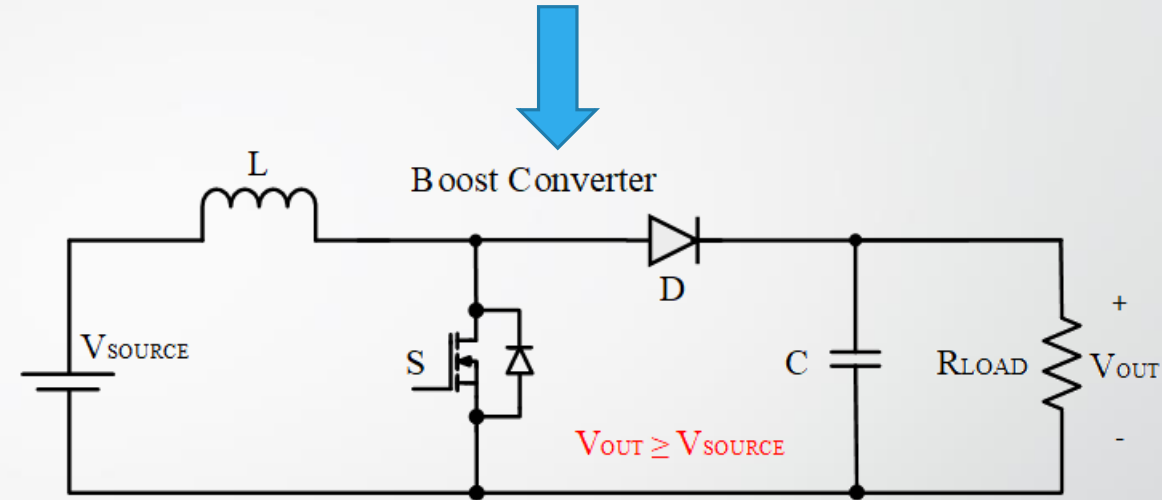 L
Boost Converter
D
VSOURCE
S
C
RLOAD
+
VOUT
-
VOUT ≥ VSOURCE